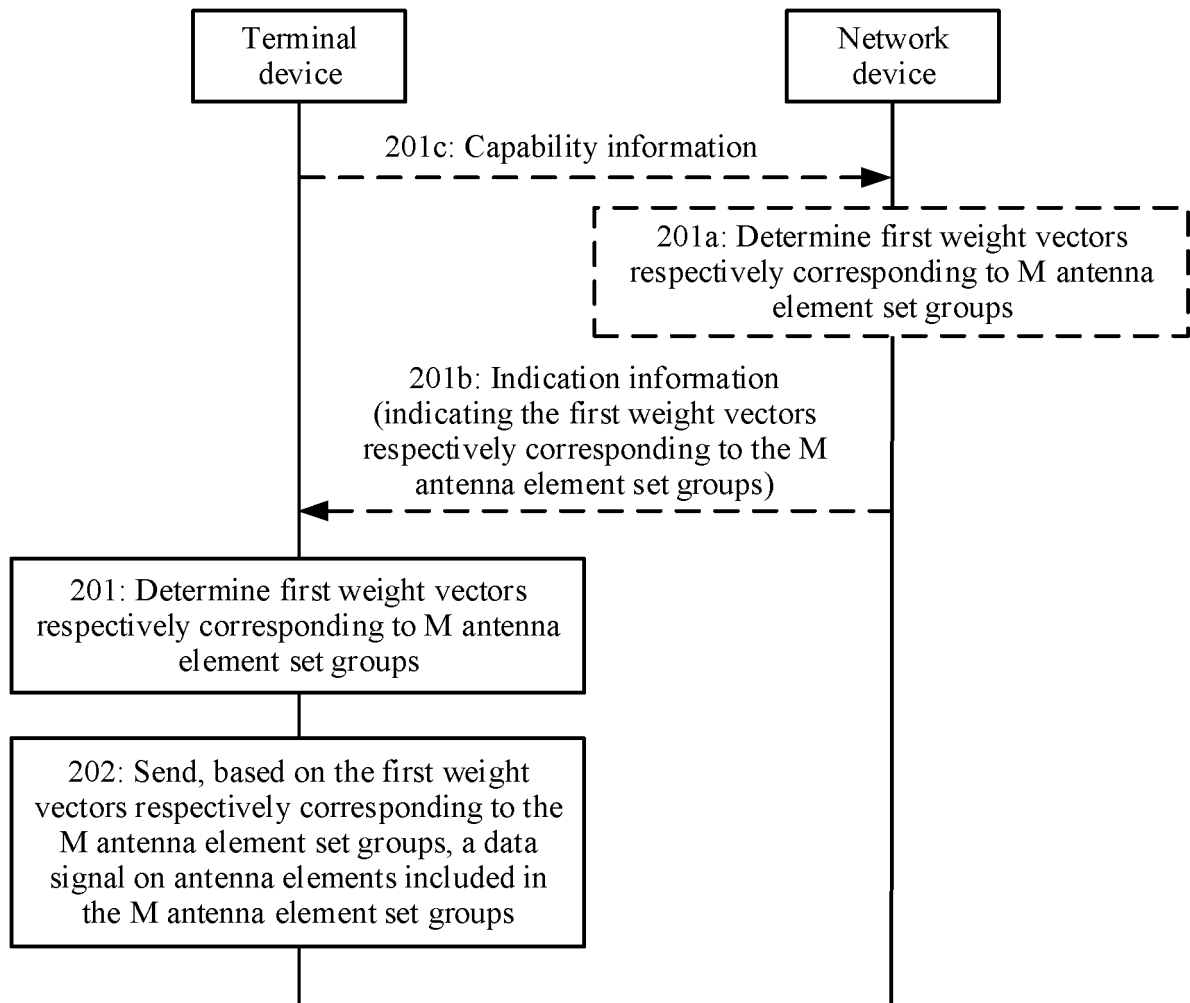 Terminal
device
Network
device
201c: Capability information
201a: Determine first weight vectors
respectively corresponding to M antenna
element set groups
201b: Indication information
(indicating the first weight vectors
respectively corresponding to the M
antenna element set groups)
201: Determine first weight vectors
respectively corresponding to M antenna
element set groups
202: Send, based on the first weight
vectors respectively corresponding to the
M antenna element set groups, a data
signal on antenna elements included in
the M antenna element set groups